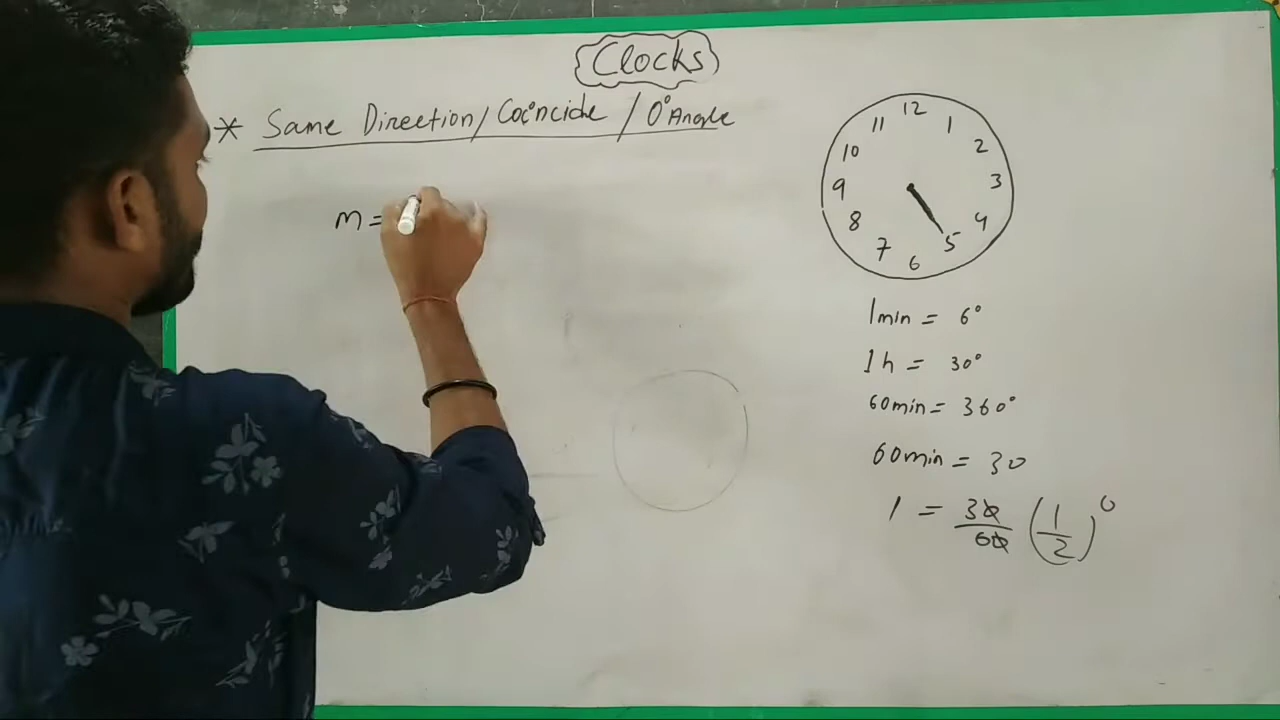 Clocks
* Same Direction/Coincide/0°Angle
m =
12
11 1
10 2
9 3
8 4
7 5
6
1min = 6°
1h = 30°
60min = 360°
60min = 30
1 = 30/60 (1/2)°